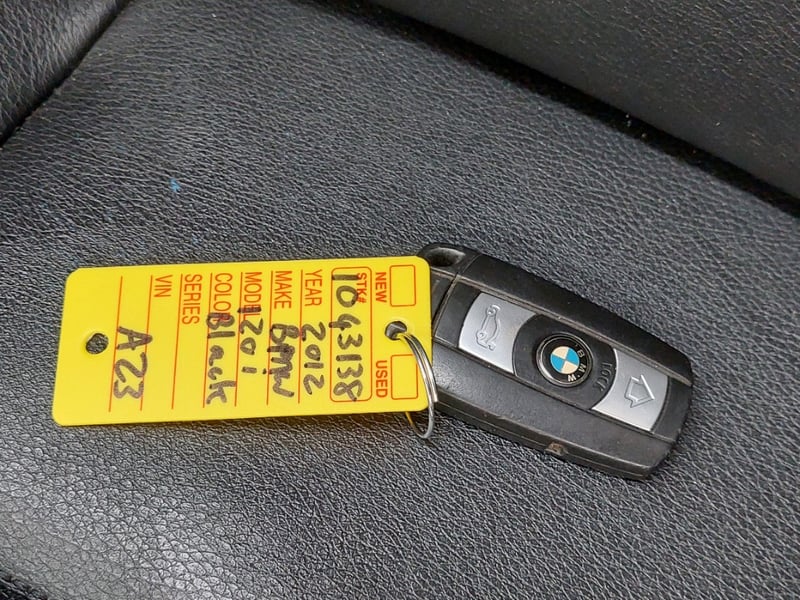 NEW USED
STK# 1043138
YEAR 2012
MAKE BMW
MODEL 120i
COLOR Black
SERIES
VIN
A23
BMW